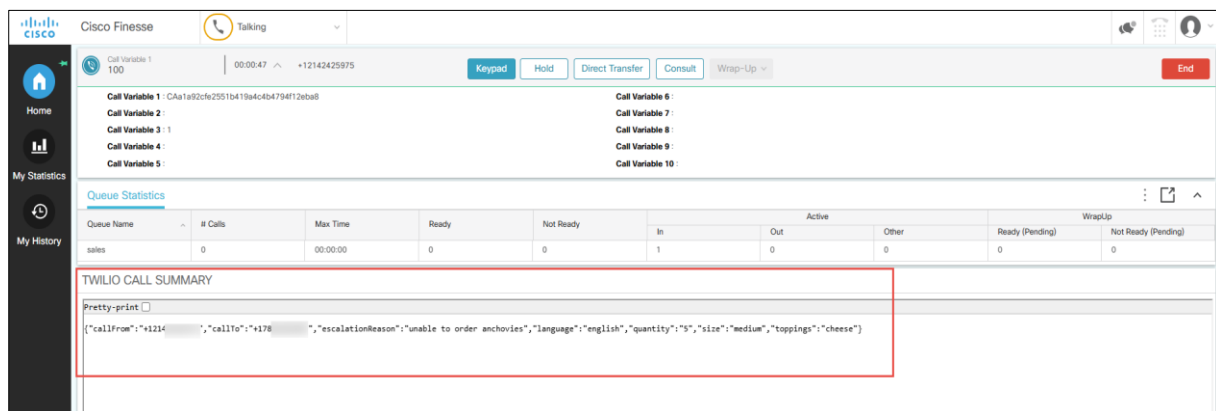 CISCO
Cisco Finesse
Talking
Call Variable 1
100
00:00:47
+12142425975
Keypad
Hold
Direct Transfer
Consult
Wrap-Up
End
Home
My Statistics
My History
Call Variable 1 : CAa1a92cfe2551b419a4c4b4794f12eba8
Call Variable 2 :
Call Variable 3 : 1
Call Variable 4 :
Call Variable 5 :
Call Variable 6 :
Call Variable 7 :
Call Variable 8 :
Call Variable 9 :
Call Variable 10 :
Queue Statistics
Queue Name # Calls Max Time Ready Not Ready Active WrapUp
In Out Other Ready (Pending) Not Ready (Pending)
sales 0 00:00:00 0 0 1 0 0 0 0
TWILIO CALL SUMMARY
Pretty-print
{"callFrom":"+1214 ","callTo":"+178 ","escalationReason":"unable to order anchovies","language":"english","quantity":"5","size":"medium","toppings":"cheese"}